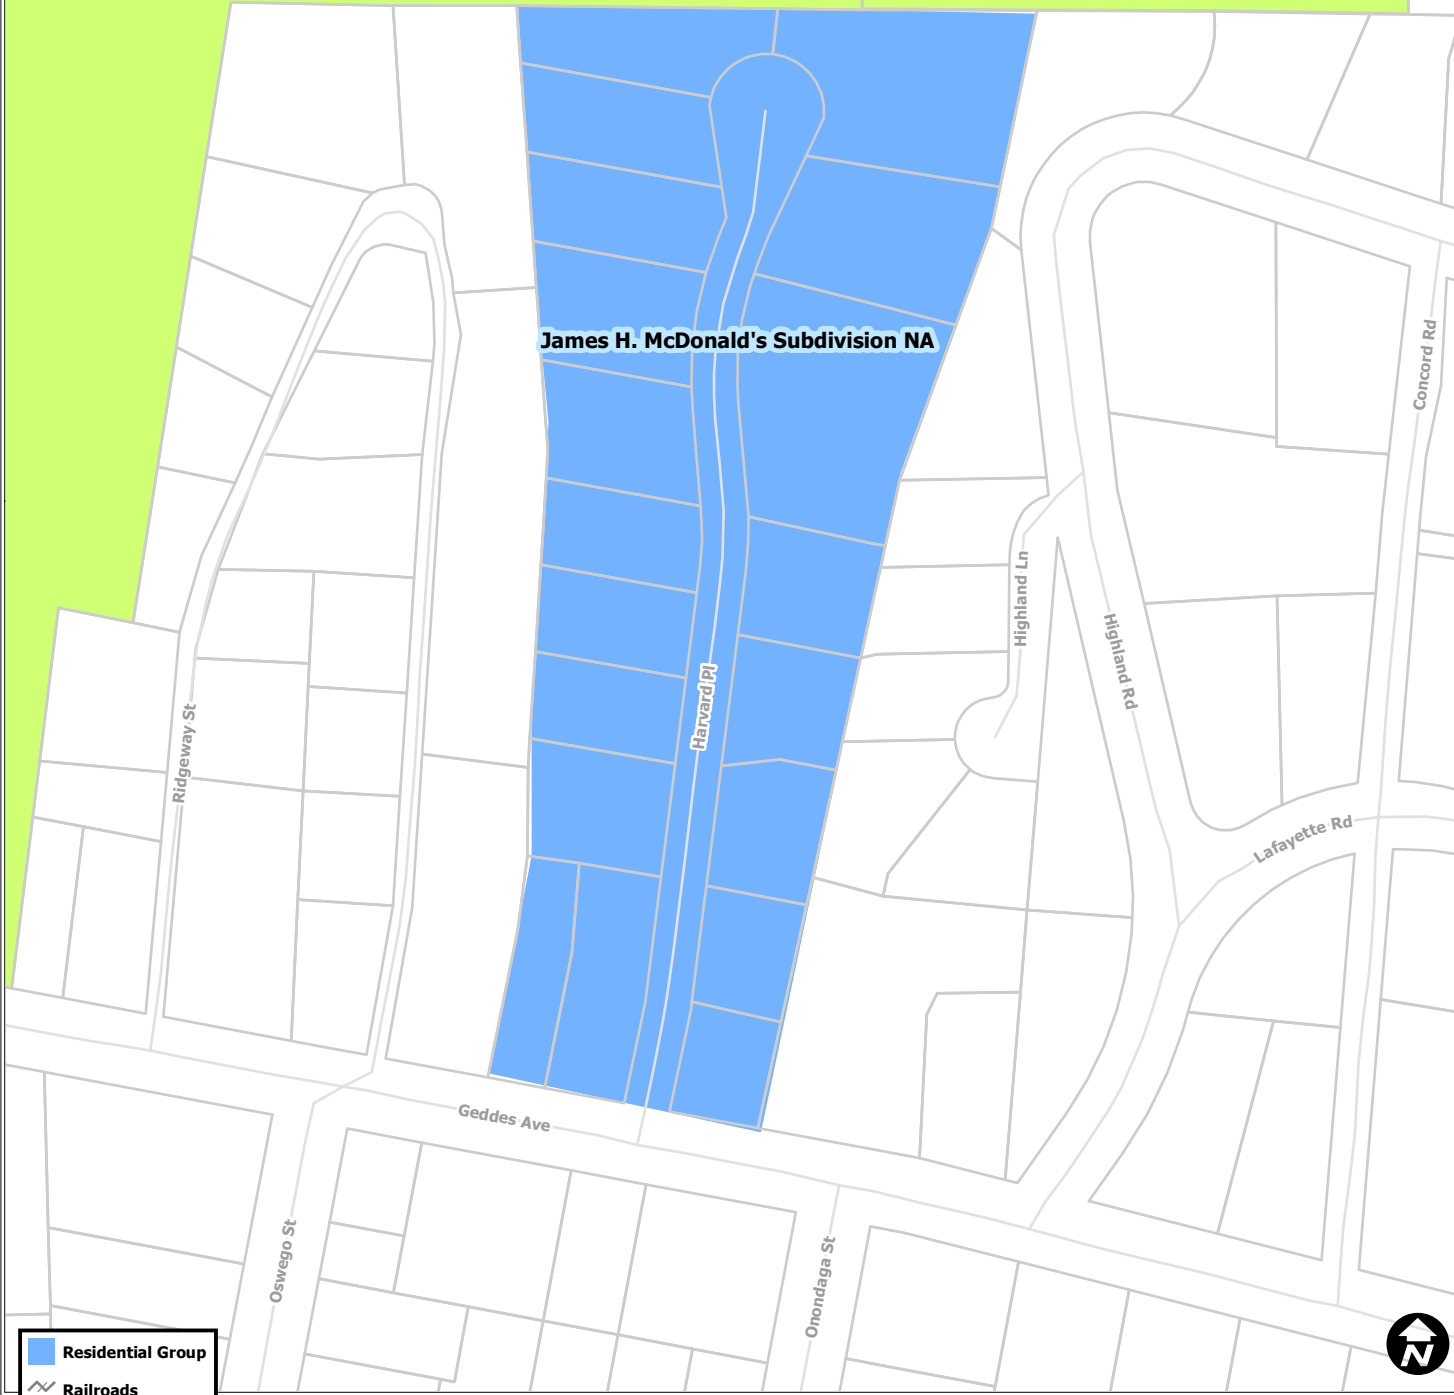 James H. McDonald's Subdivision NA
Concord Rd
Highland Ln
Highland Rd
Harvard Pl
Ridgeway St
Lafayette Rd
Geddes Ave
Oswego St
Onondaga St
Residential Group
Railroads
N